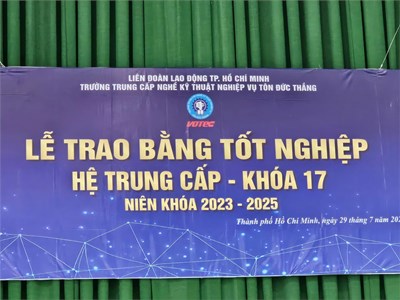 LIÊN ĐOÀN LAO ĐỘNG TP. HỒ CHÍ MINH
TRƯỜNG TRUNG CẤP NGHỀ KỸ THUẬT NGHIỆP VỤ TÔN ĐỨC THẮNG
VOTEC
LỄ TRAO BẰNG TỐT NGHIỆP
HỆ TRUNG CẤP - KHÓA 17
NIÊN KHÓA 2023 - 2025
Thành phố Hồ Chí Minh, ngày 29 tháng 7 năm